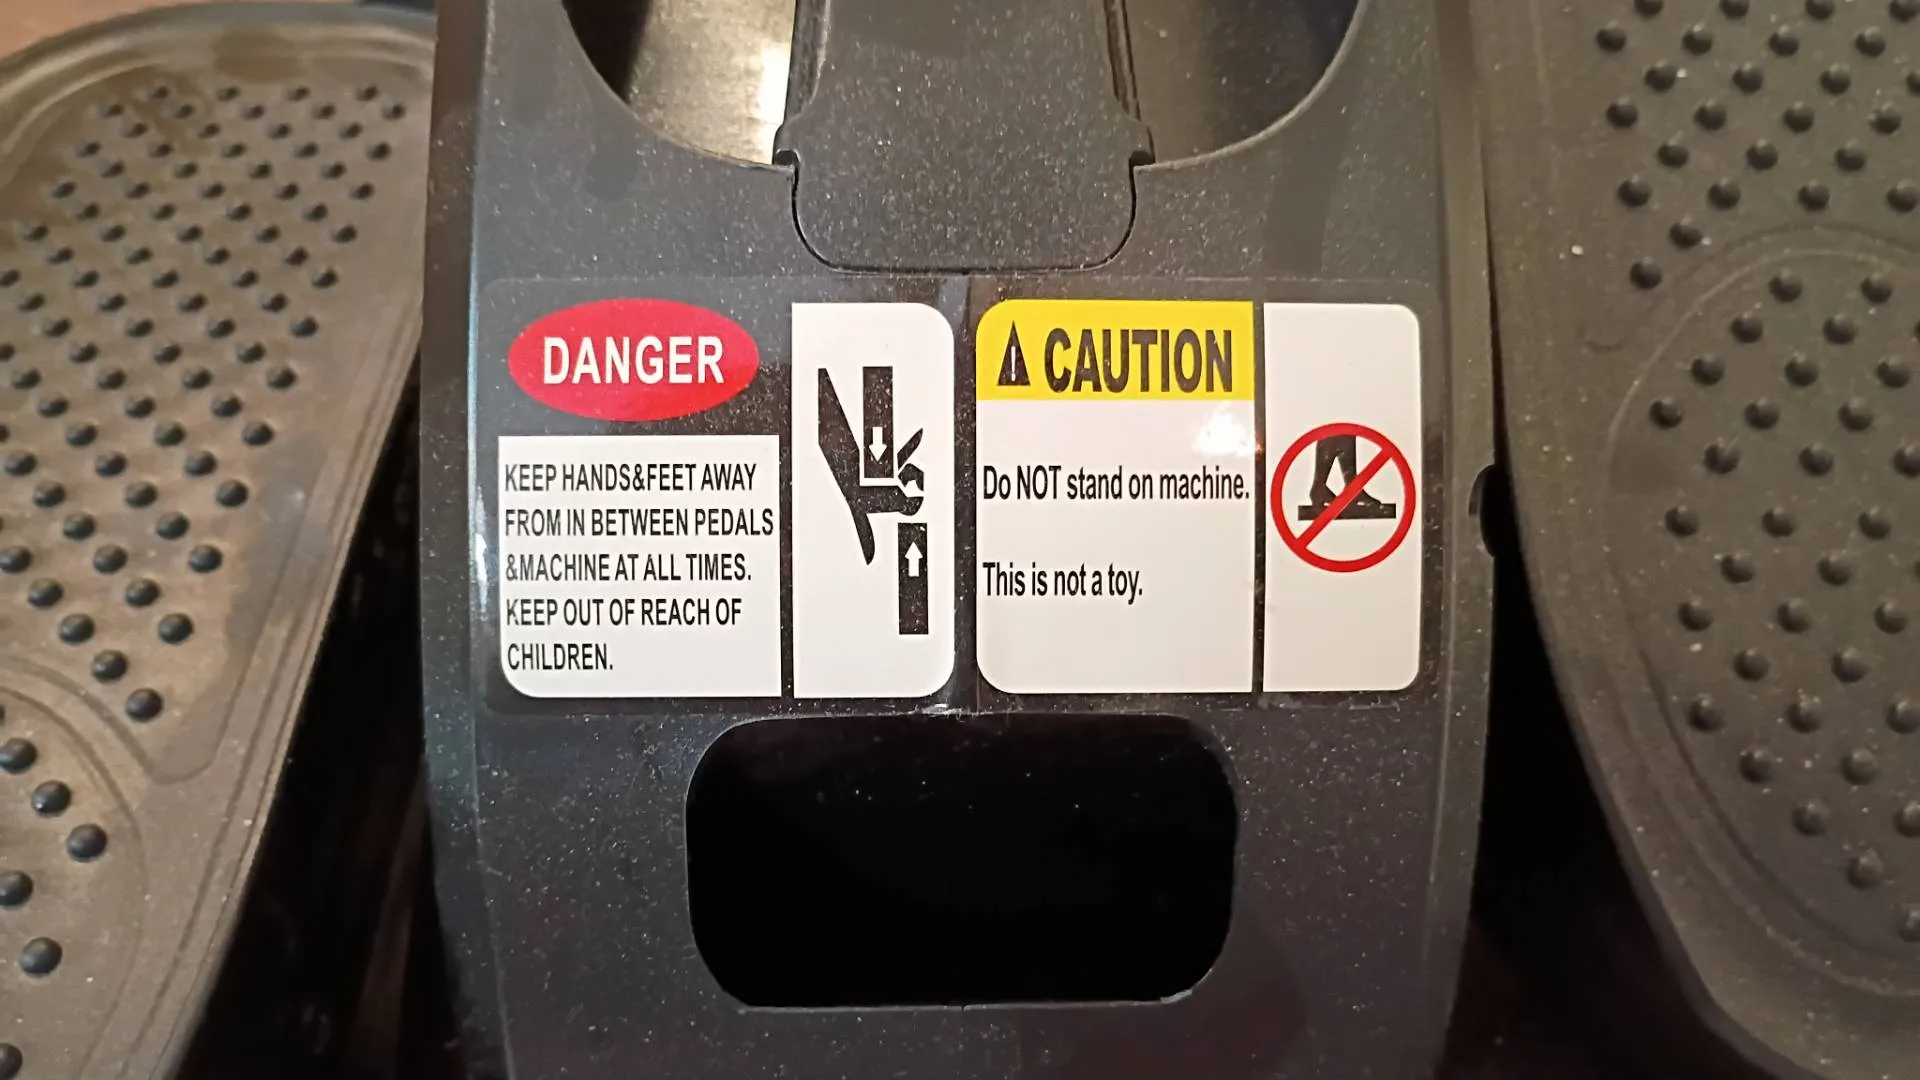 DANGER
KEEP HANDS&FEET AWAY
FROM IN BETWEEN PEDALS
&MACHINE AT ALL TIMES.
KEEP OUT OF REACH OF
CHILDREN.
CAUTION
Do NOT stand on machine.
This is not a toy.